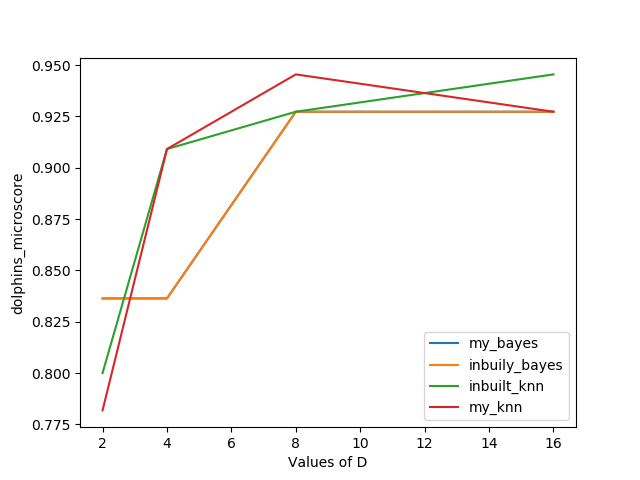 0.950
0.925
0.900
0.875
0.850
0.825
0.800
0.775
dolphins_microscore
2 4 6 8 10 12 14 16
Values of D
my_bayes
inbuily_bayes
inbuilt_knn
my_knn